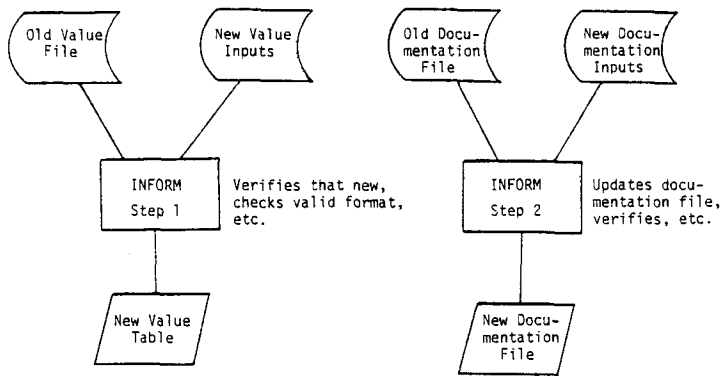 Old Value
File
New Value
Inputs
Old Docu-
mentation
File
New Docu-
mentation
Inputs
INFORM
Step 1
Verifies that new,
checks valid format,
etc.
INFORM
Step 2
Updates docu-
mentation file,
verifies, etc.
New Value
Table
New Docu-
mentation
File